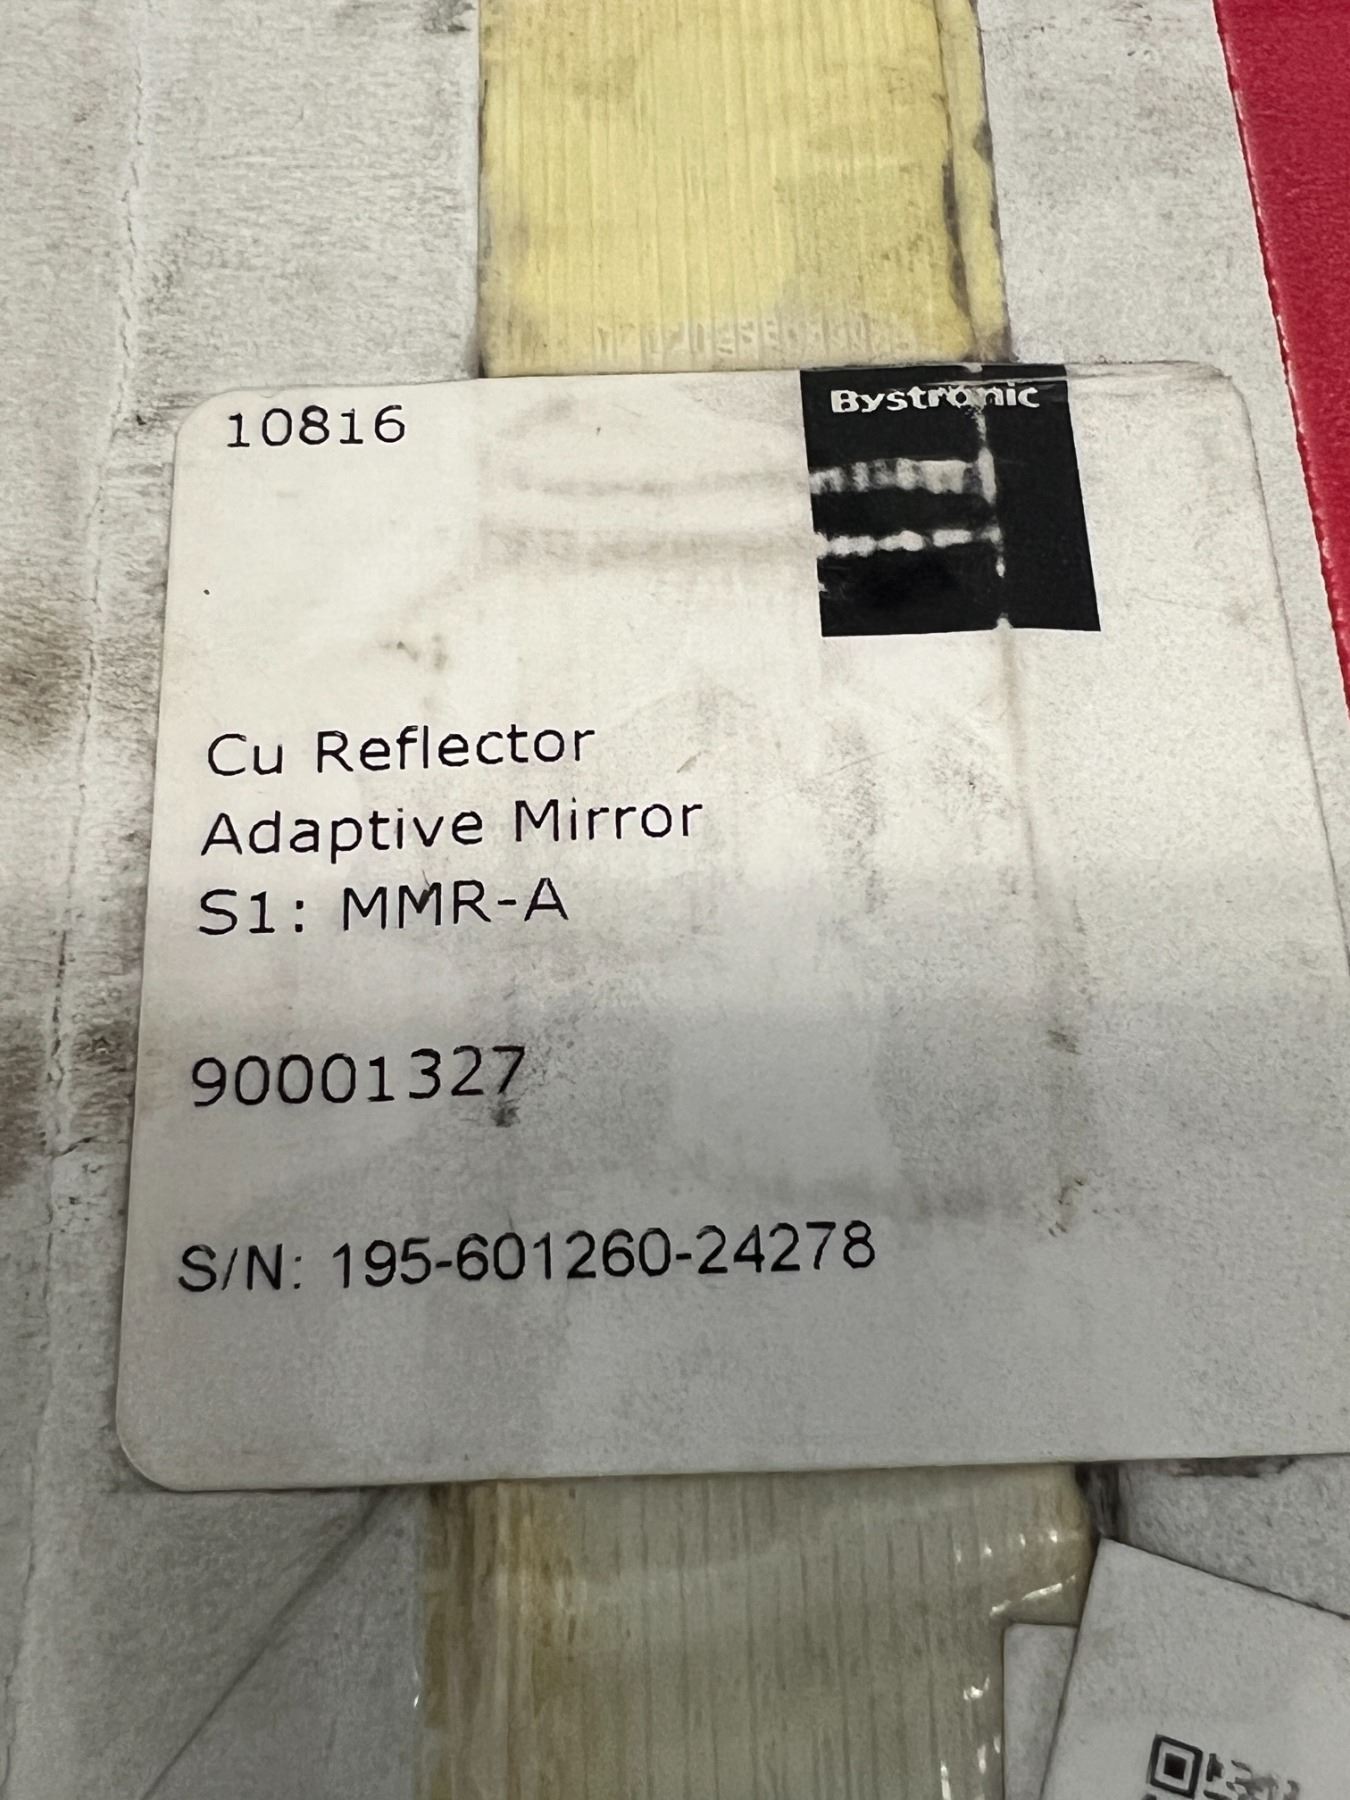 10816
Bystronic
Cu Reflector
Adaptive Mirror
S1: MMR-A
90001327
S/N: 195-601260-24278